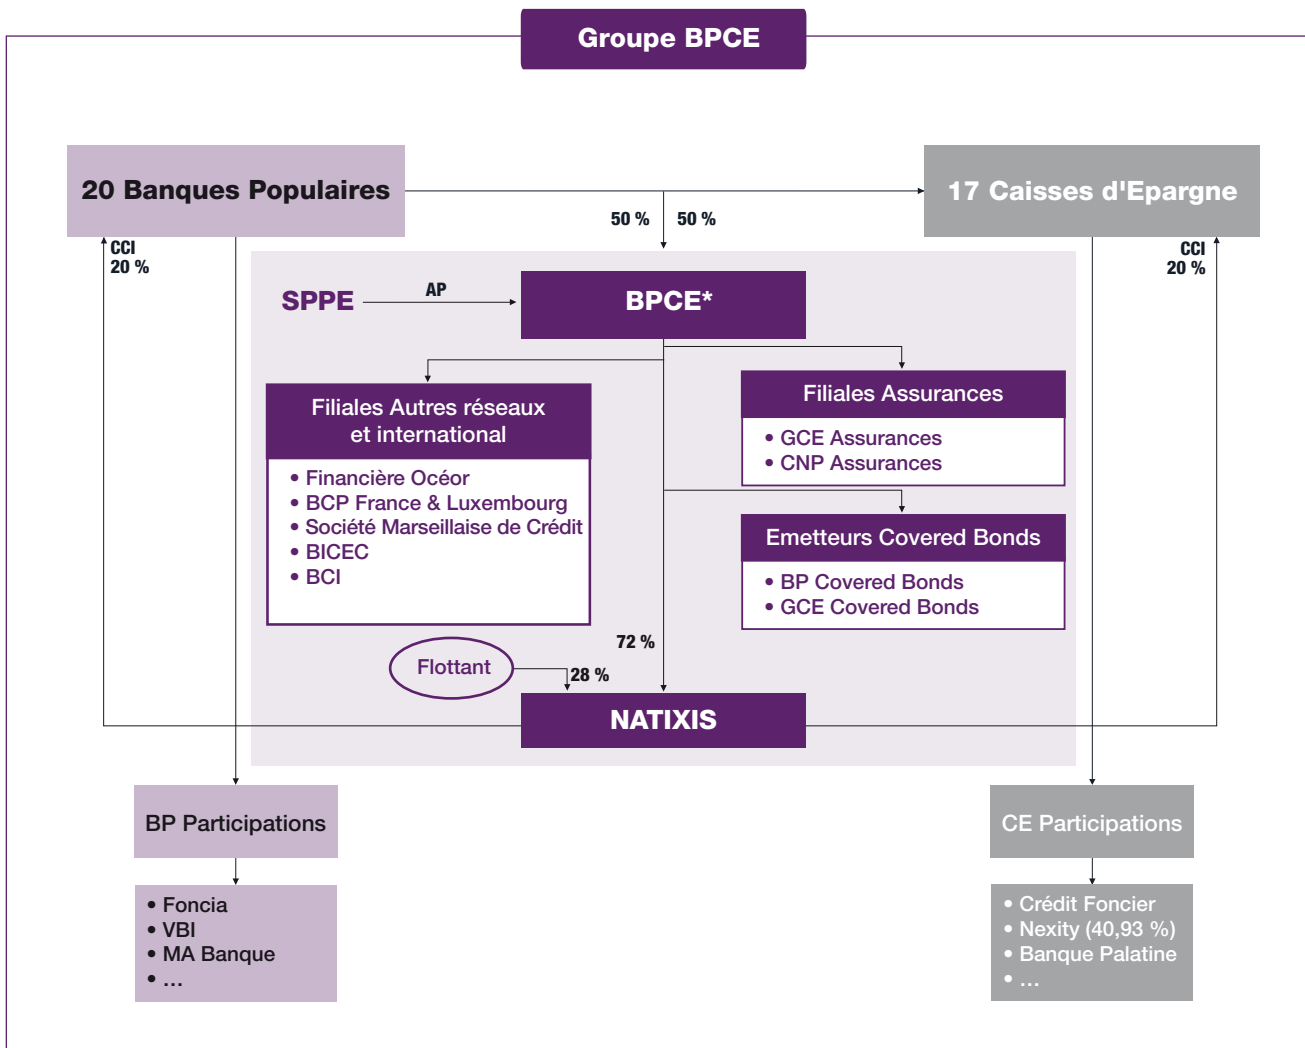 Groupe BPCE
20 Banques Populaires
17 Caisses d'Epargne
50 %
50 %
CCI
20 %
CCI
20 %
SPPE
AP
BPCE*
Filiales Autres réseaux
et international
• Financière Océor
• BCP France & Luxembourg
• Société Marseillaise de Crédit
• BICEC
• BCI
Filiales Assurances
• GCE Assurances
• CNP Assurances
Emetteurs Covered Bonds
• BP Covered Bonds
• GCE Covered Bonds
72 %
Flottant
28 %
NATIXIS
BP Participations
• Foncia
• VBI
• MA Banque
• ...
CE Participations
• Crédit Foncier
• Nexity (40,93 %)
• Banque Palatine
• ...